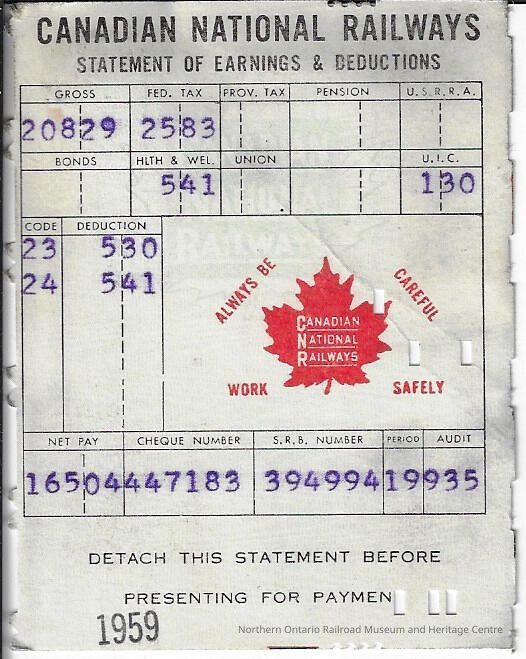 CANADIAN NATIONAL RAILWAYS
STATEMENT OF EARNINGS & DEDUCTIONS
GROSS FED. TAX PROV. TAX PENSION U.S.R.R.A.
20829 2583
BONDS HLTH & WEL. UNION U.I.C.
541 130
CODE DEDUCTION
23 530
24 541
ALWAYS BE CAREFUL
CANADIAN
NATIONAL
RAILWAYS
WORK SAFELY
NET PAY CHEQUE NUMBER S.R.B. NUMBER PERIOD AUDIT
16504 447183 394994 19 935
DETACH THIS STATEMENT BEFORE
PRESENTING FOR PAYMEN
1959
Northern Ontario Railroad Museum and Heritage Centre